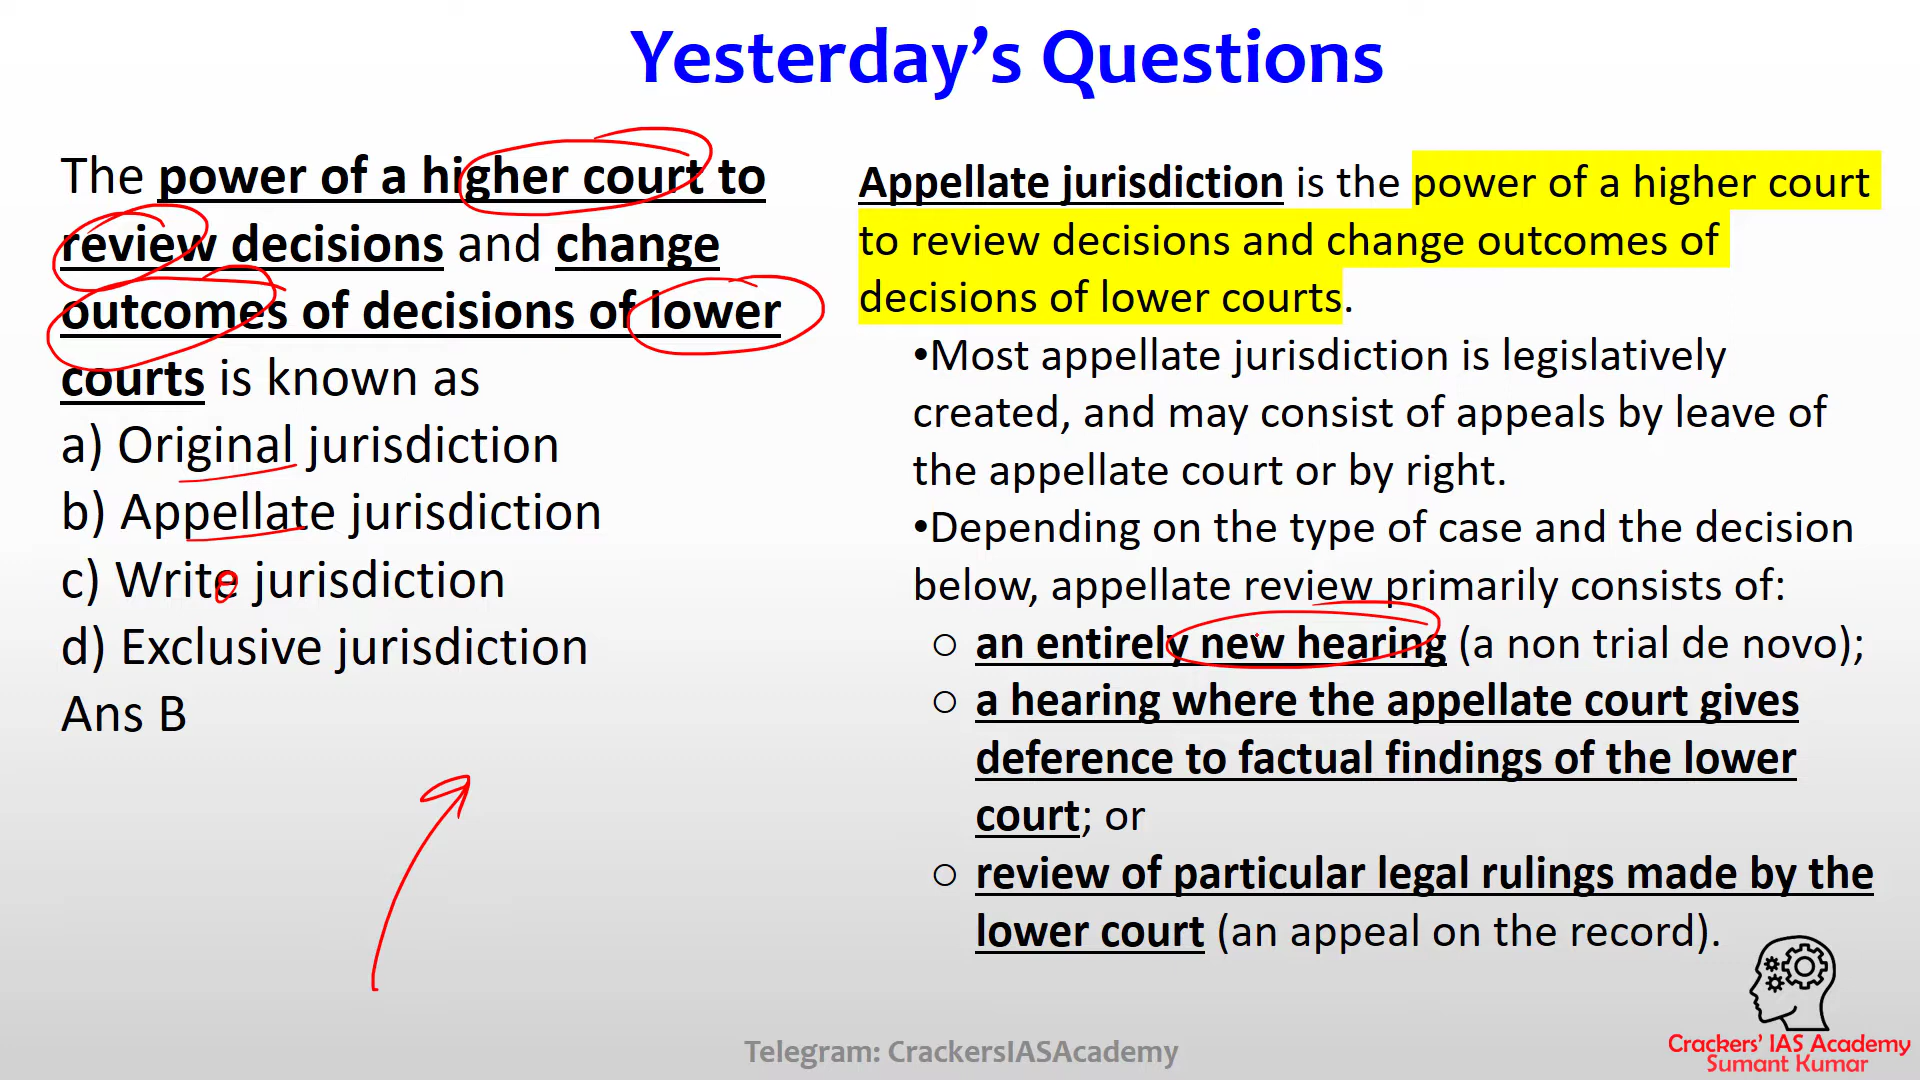 Yesterday’s Questions
The power of a higher court to
review decisions and change
outcomes of decisions of lower
courts is known as
a) Original jurisdiction
b) Appellate jurisdiction
c) Write jurisdiction
d) Exclusive jurisdiction
Ans B
Appellate jurisdiction is the power of a higher court
to review decisions and change outcomes of
decisions of lower courts.
•Most appellate jurisdiction is legislatively
created, and may consist of appeals by leave of
the appellate court or by right.
•Depending on the type of case and the decision
below, appellate review primarily consists of:
○ an entirely new hearing (a non trial de novo);
○ a hearing where the appellate court gives
deference to factual findings of the lower
court; or
○ review of particular legal rulings made by the
lower court (an appeal on the record).
Telegram: CrackersIASAcademy
Crackers’ IAS Academy
Sumant Kumar